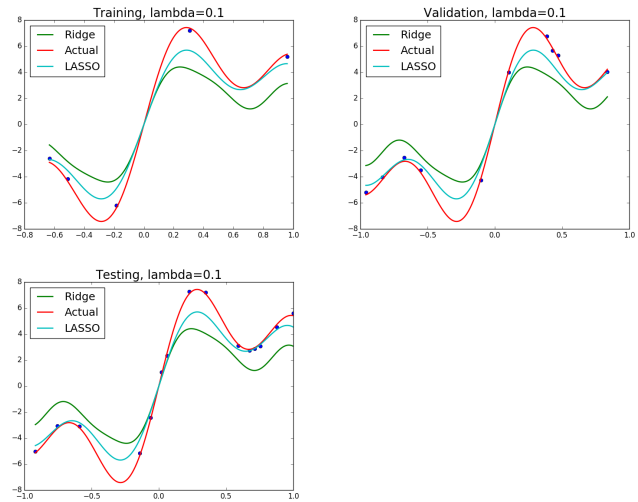 Training, lambda=0.1
8
6
4
2
0
−2
−4
−6
−8
−0.8 −0.6 −0.4 −0.2 0.0 0.2 0.4 0.6 0.8 1.0
Ridge
Actual
LASSO
Validation, lambda=0.1
8
6
4
2
0
−2
−4
−6
−8
−1.0 −0.5 0.0 0.5 1.0
Ridge
Actual
LASSO
Testing, lambda=0.1
8
6
4
2
0
−2
−4
−6
−8
−1.0 −0.5 0.0 0.5 1.0
Ridge
Actual
LASSO